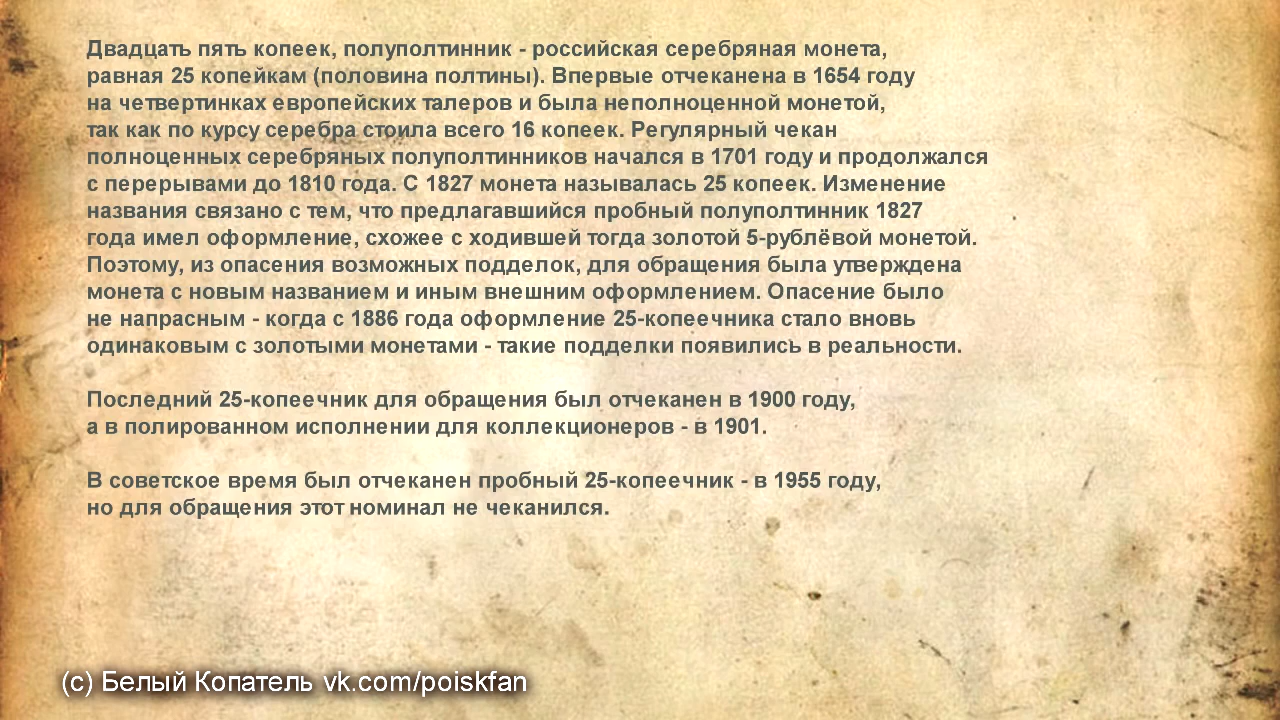 Двадцать пять копеек, полуполтинник - российская серебряная монета,
равная 25 копейкам (половина полтины). Впервые отчеканена в 1654 году
на четвертинках европейских талеров и была неполноценной монетой,
так как по курсу серебра стоила всего 16 копеек. Регулярный чекан
полноценных серебряных полуполтинников начался в 1701 году и продолжался
с перерывами до 1810 года. С 1827 монета называлась 25 копеек. Изменение
названия связано с тем, что предлагавшийся пробный полуполтинник 1827
года имел оформление, схожее с ходившей тогда золотой 5-рублёвой монетой.
Поэтому, из опасения возможных подделок, для обращения была утверждена
монета с новым названием и иным внешним оформлением. Опасение было
не напрасным - когда с 1886 года оформление 25-копеечника стало вновь
одинаковым с золотыми монетами - такие подделки появились в реальности.
Последний 25-копеечник для обращения был отчеканен в 1900 году,
а в полированном исполнении для коллекционеров - в 1901.
В советское время был отчеканен пробный 25-копеечник - в 1955 году,
но для обращения этот номинал не чеканился.
(с) Белый Копатель vk.com/poiskfan